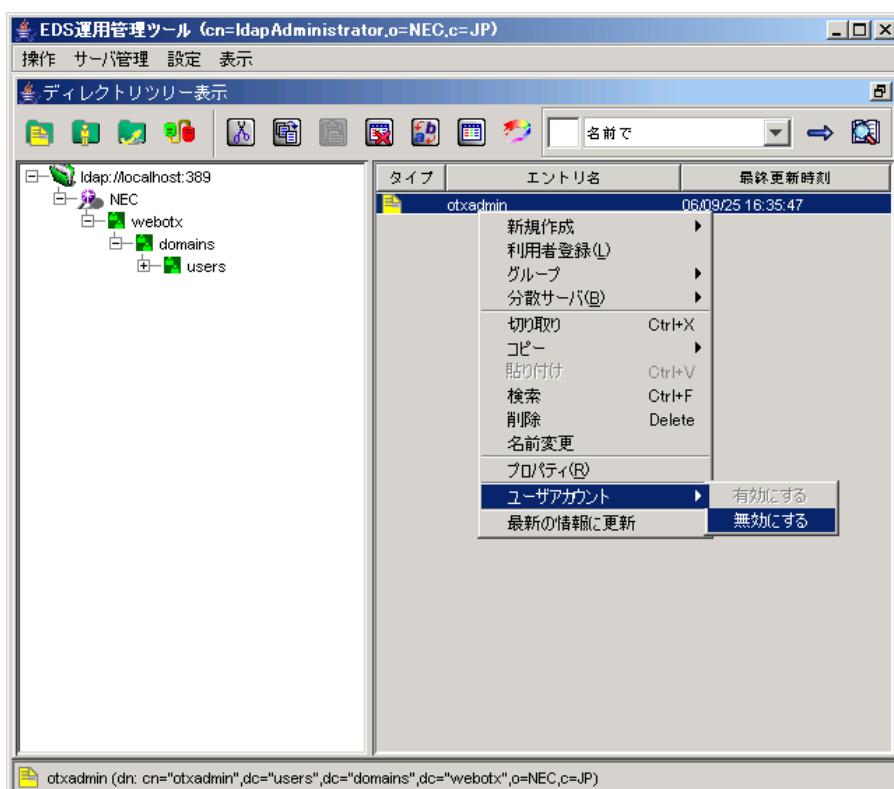 EDS運用管理ツール (cn=ldapAdministrator,o=NEC,c=JP)
操作 サーバ管理 設定 表示
ディレクトリツリー表示
名前で
ldap://localhost:389
NEC
webotx
domains
users
タイプ エントリ名 最終更新時刻
otxadmin 06/09/25 16:35:47
新規作成
利用者登録(L)
グループ
分散サーバ(B)
切り取り Ctrl+X
コピー
貼り付け Ctrl+V
検索 Ctrl+F
削除 Delete
名前変更
プロパティ(R)
ユーザアカウント
最新の情報に更新
有効にする
無効にする
otxadmin (dn: cn="otxadmin",dc="users",dc="domains",dc="webotx",o=NEC,c=JP)